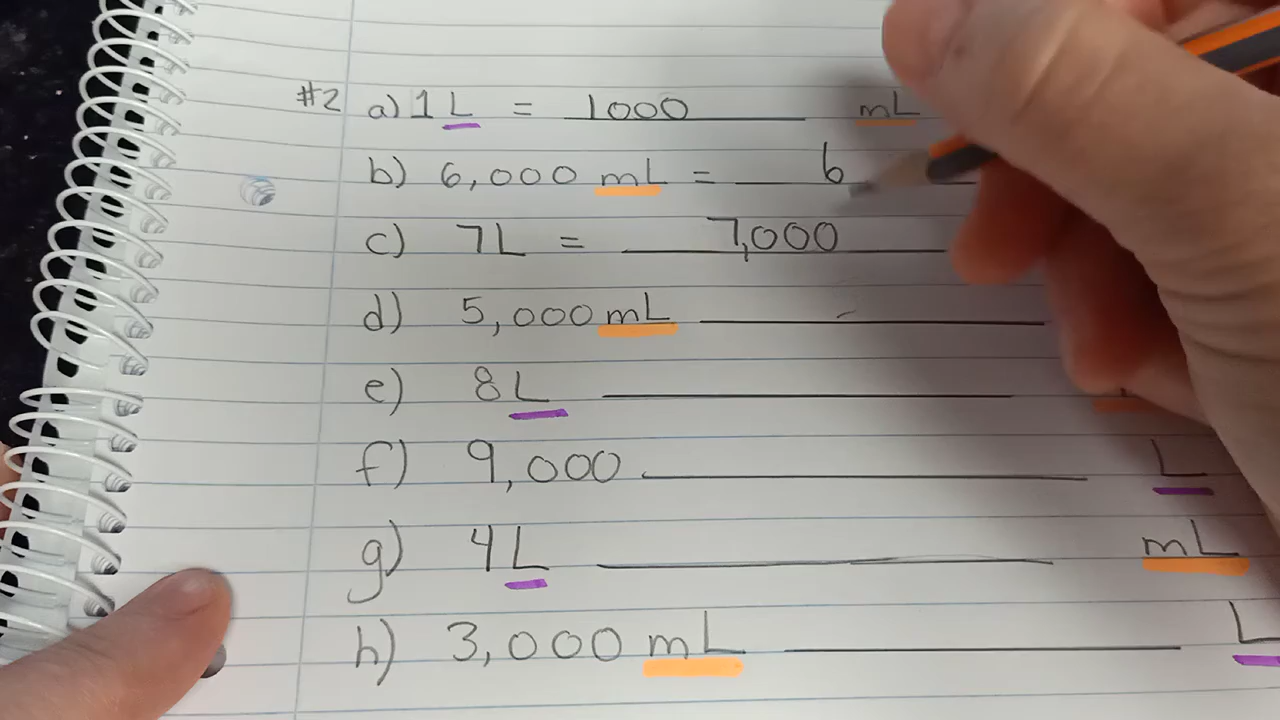 #2 a) 1 L = 1000 mL
b) 6,000 mL = 6
c) 7L = 7,000
d) 5,000 mL
e) 8 L
f) 9,000 L
g) 4 L mL
h) 3,000 mL L